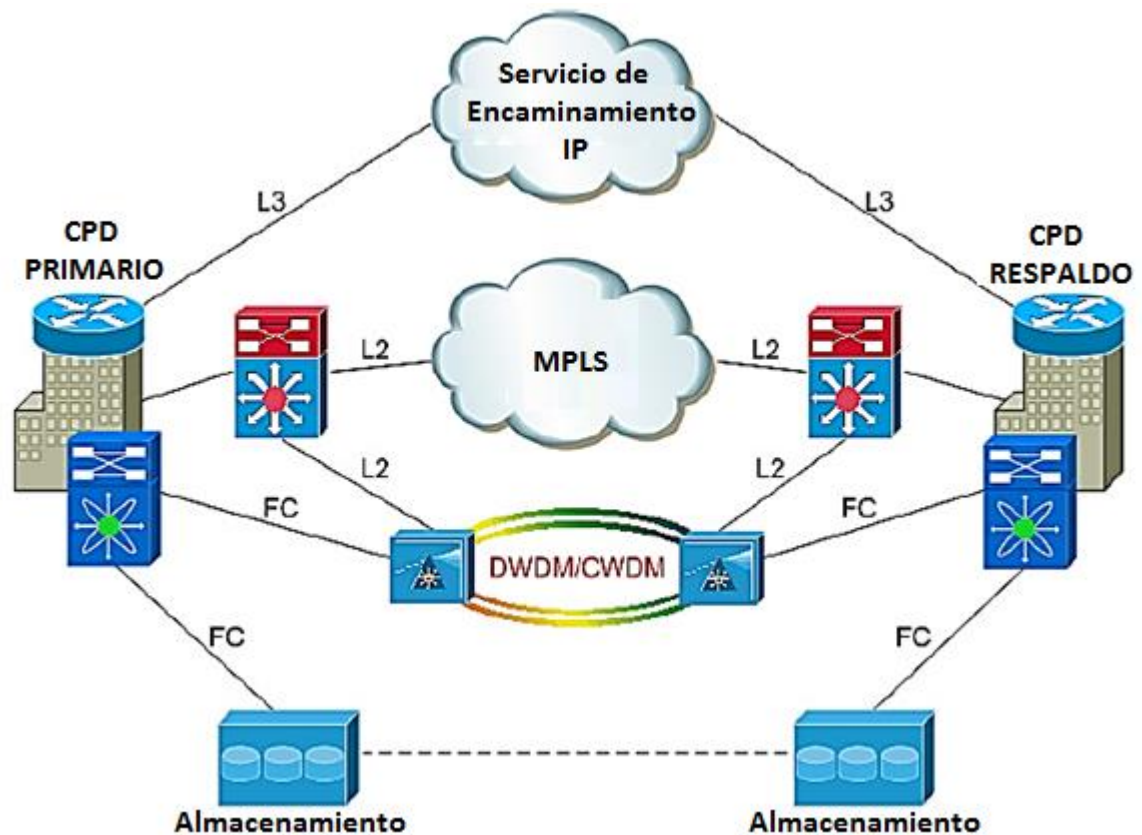 Servicio de
Encaminamiento
IP
L3
L3
CPD
PRIMARIO
CPD
RESPALDO
L2
MPLS
L2
L2
L2
FC
FC
DWDM/CWDM
FC
FC
Almacenamiento
Almacenamiento